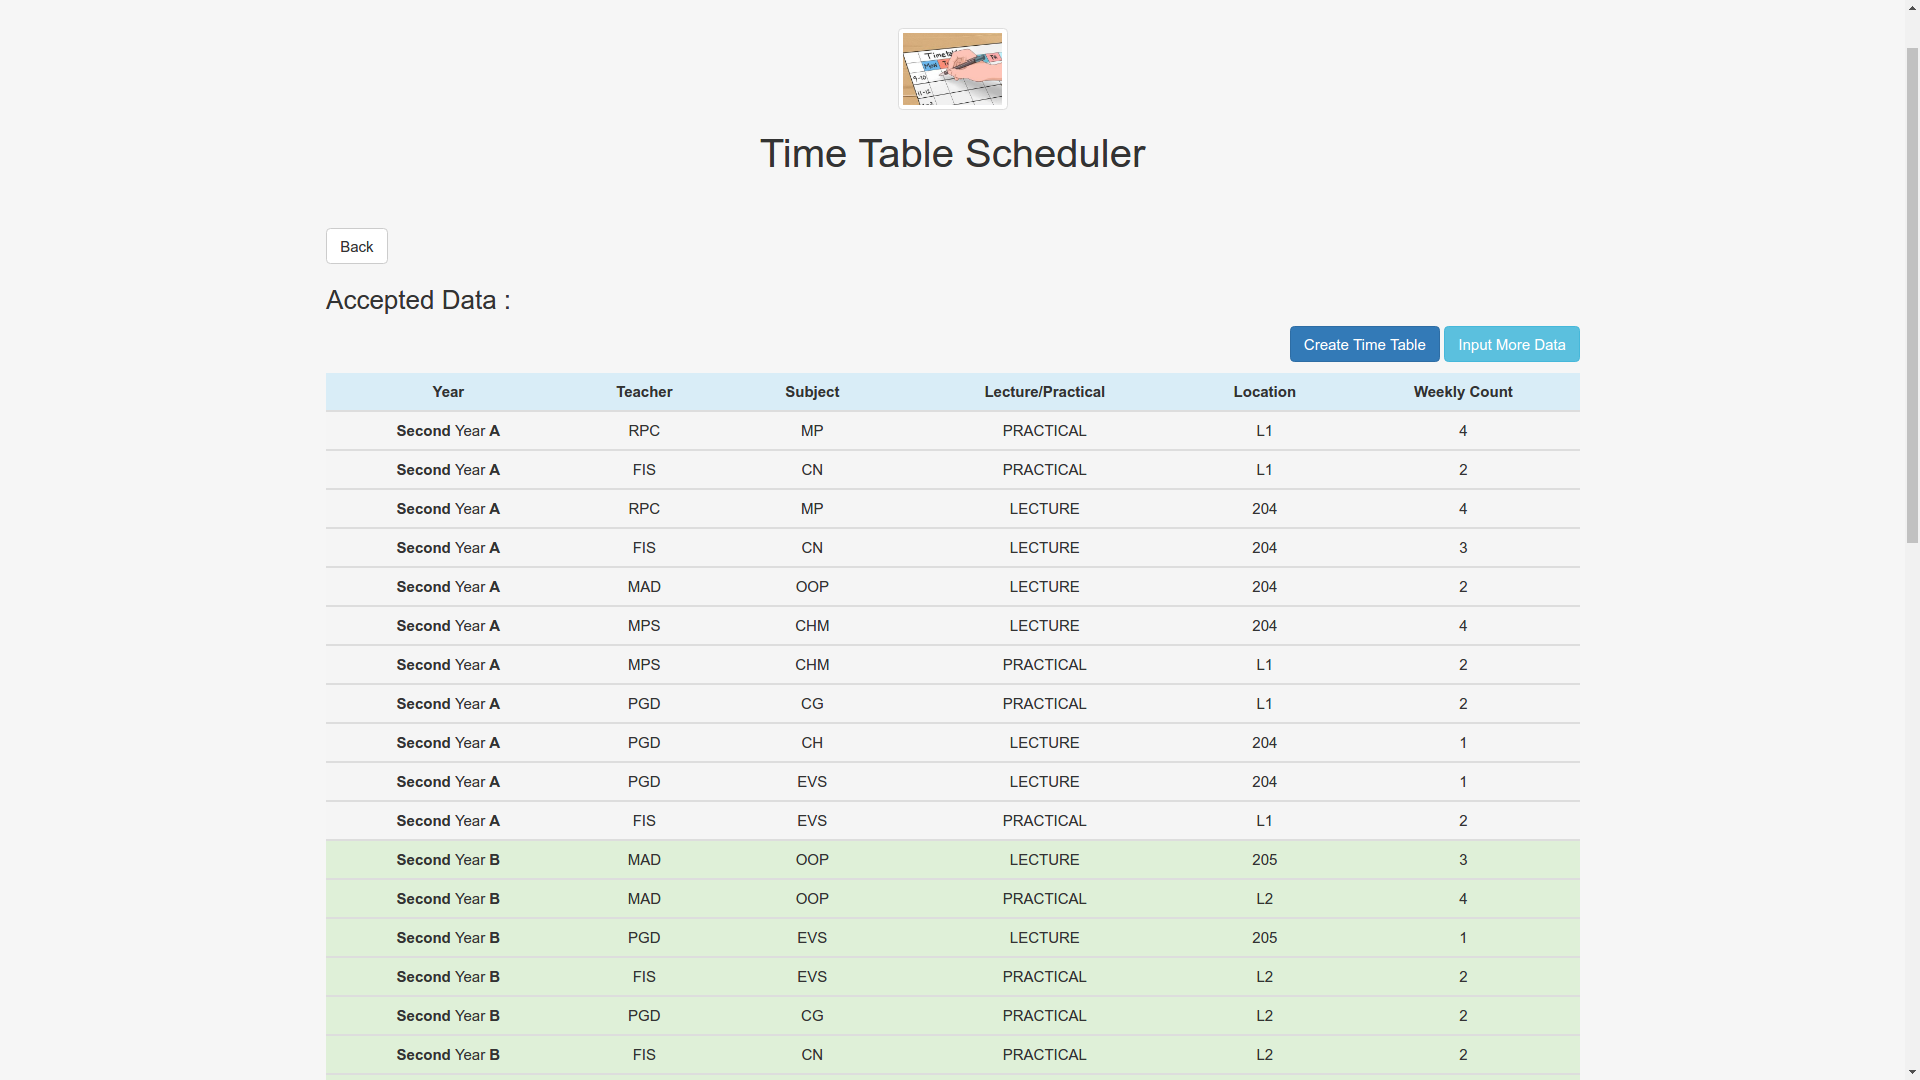 Timetabl
Mon
9-10
11-12
Time Table Scheduler
Back
Accepted Data :
Create Time Table Input More Data
Year Teacher Subject Lecture/Practical Location Weekly Count
Second Year A RPC MP PRACTICAL L1 4
Second Year A FIS CN PRACTICAL L1 2
Second Year A RPC MP LECTURE 204 4
Second Year A FIS CN LECTURE 204 3
Second Year A MAD OOP LECTURE 204 2
Second Year A MPS CHM LECTURE 204 4
Second Year A MPS CHM PRACTICAL L1 2
Second Year A PGD CG PRACTICAL L1 2
Second Year A PGD CH LECTURE 204 1
Second Year A PGD EVS LECTURE 204 1
Second Year A FIS EVS PRACTICAL L1 2
Second Year B MAD OOP LECTURE 205 3
Second Year B MAD OOP PRACTICAL L2 4
Second Year B PGD EVS LECTURE 205 1
Second Year B FIS EVS PRACTICAL L2 2
Second Year B PGD CG PRACTICAL L2 2
Second Year B FIS CN PRACTICAL L2 2